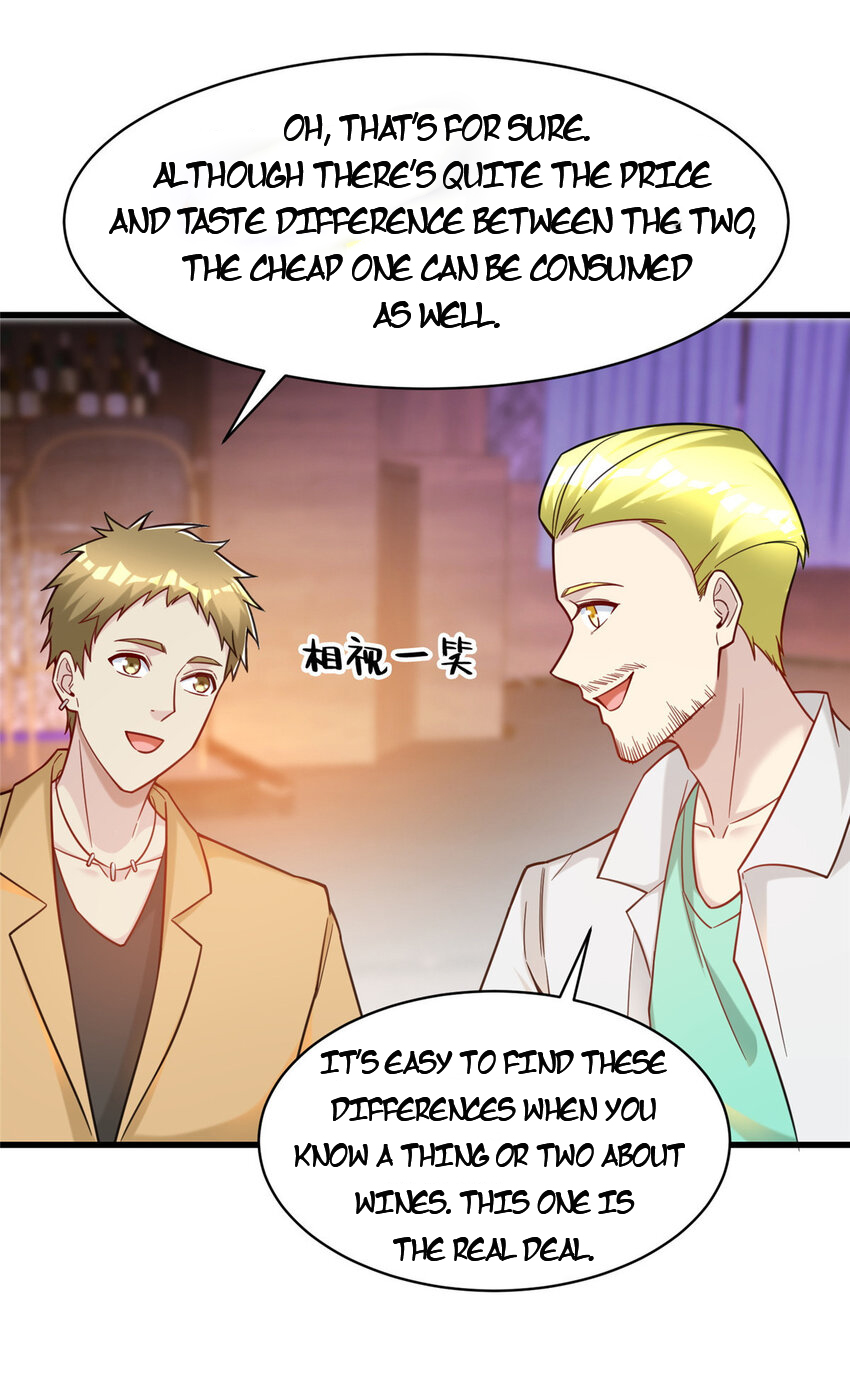 OH, THAT'S FOR SURE.
ALTHOUGH THERE'S QUITE THE PRICE
AND TASTE DIFFERENCE BETWEEN THE TWO,
THE CHEAP ONE CAN BE CONSUMED
AS WELL.
相视一笑
IT'S EASY TO FIND THESE
DIFFERENCES WHEN YOU
KNOW A THING OR TWO ABOUT
WINES. THIS ONE IS
THE REAL DEAL.